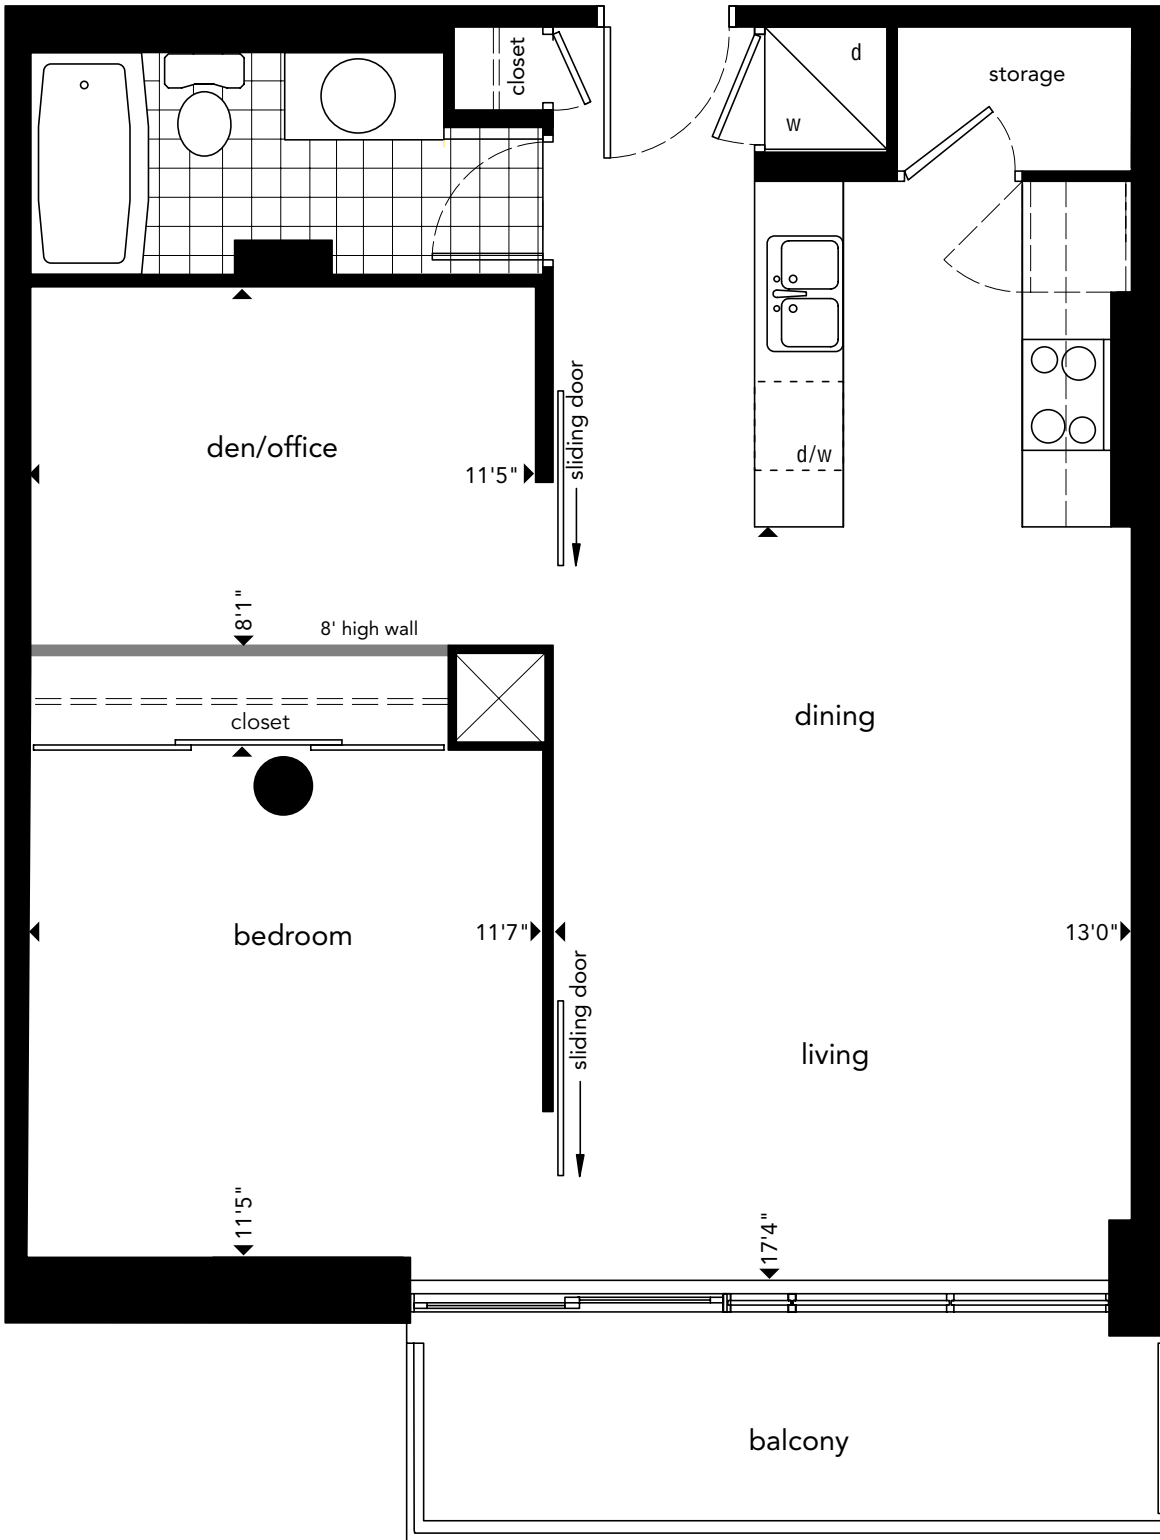 closet
d
w
storage
den/office
11'5"
sliding door
d/w
8'1"
8' high wall
closet
dining
bedroom
11'7"
13'0"
sliding door
living
11'5"
17'4"
balcony